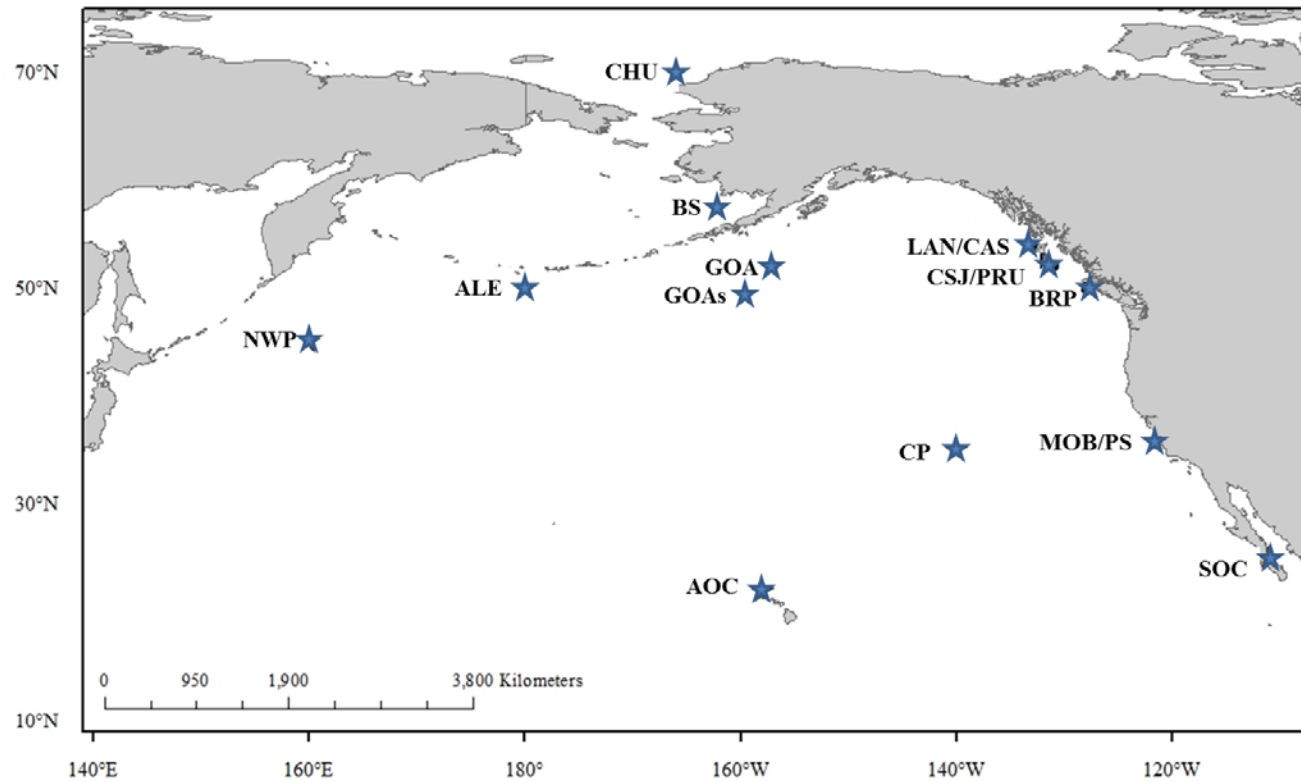 70°N
CHU
BS
LAN/CAS
GOA
CSJ/PRU
50°N
ALE
GOAs
BRP
NWP
CP
MOB/PS
30°N
SOC
AOC
0 950 1,900 3,800 Kilometers
10°N
140°E 160°E 180° 160°W 140°W 120°W